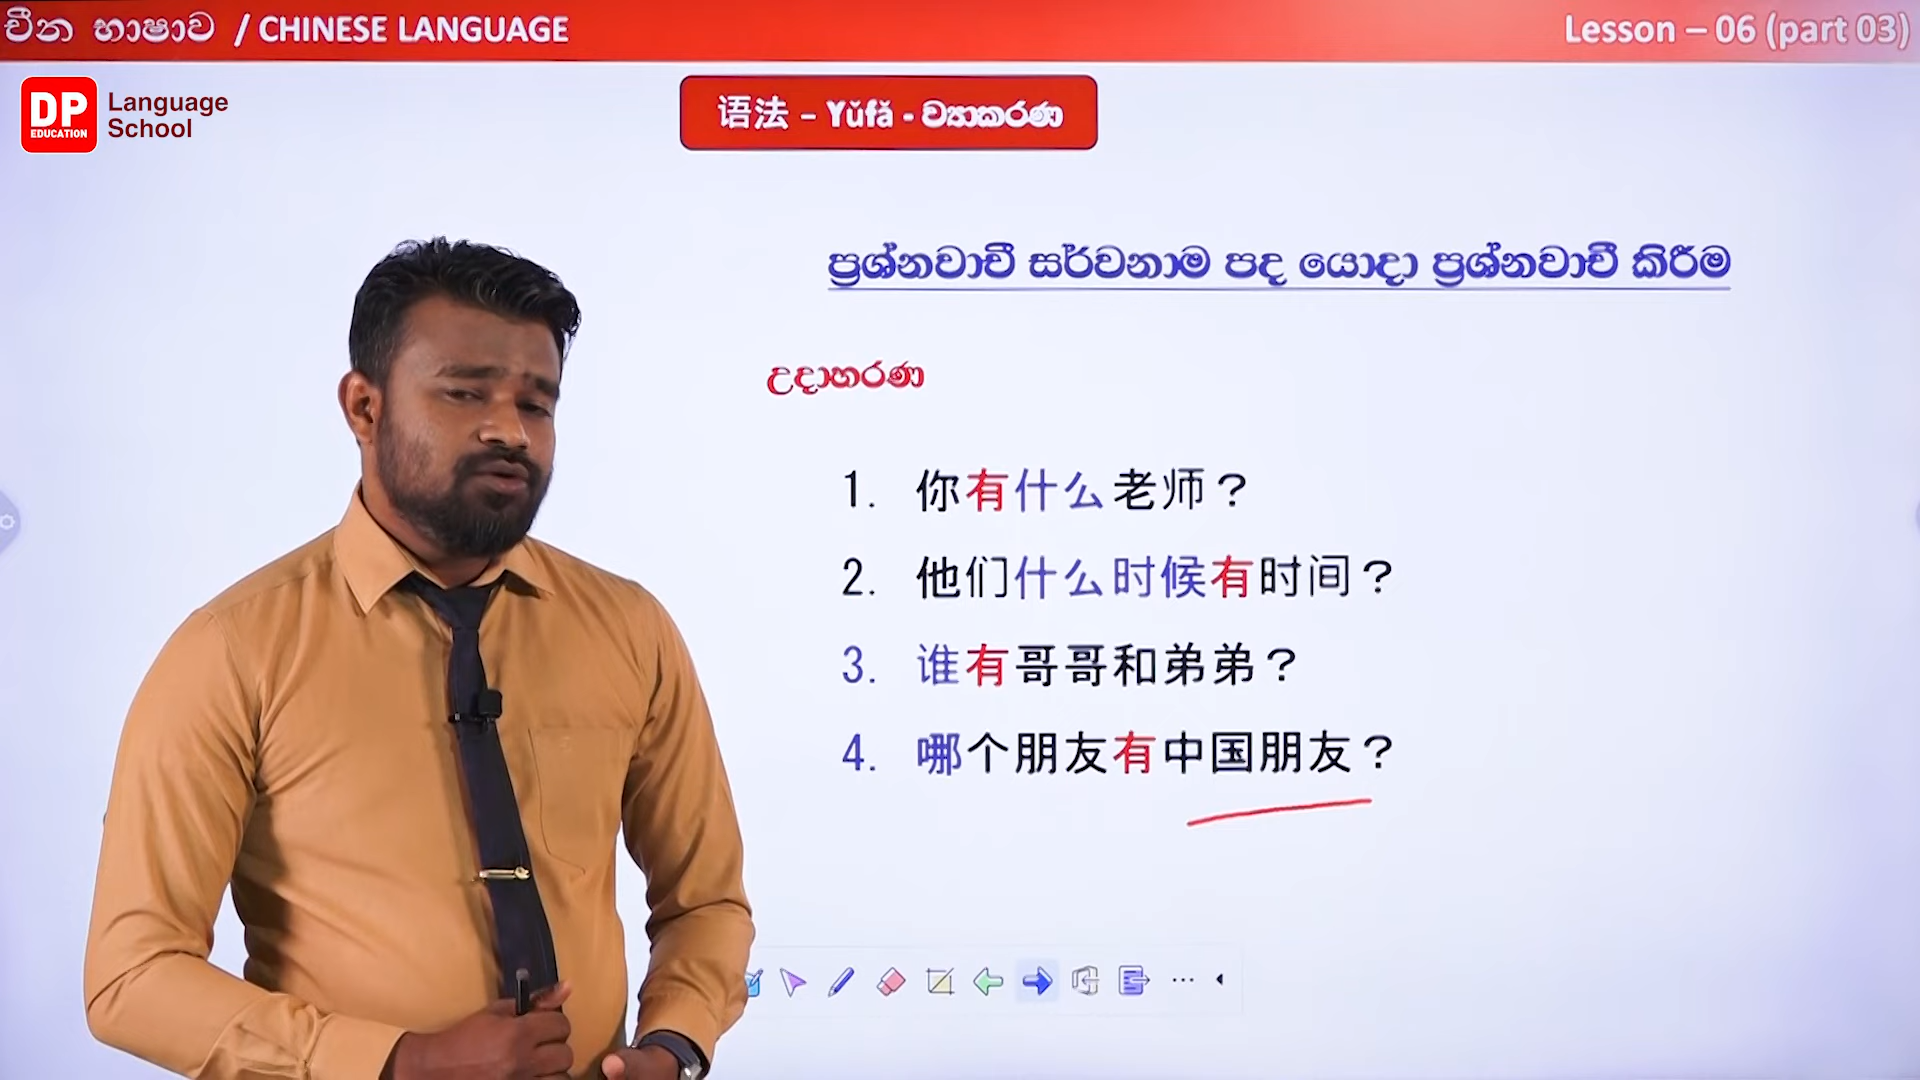 චීන භාෂාව / CHINESE LANGUAGE
Lesson – 06 (part 03)
DP
EDUCATION
Language
School
语法 – Yǔfǎ - ව්‍යාකරණ
ප්‍රශ්නවාචී සර්වනාම පද යොදා ප්‍රශ්නවාචී කිරීම
උදාහරණ
1. 你有什么老师？
2. 他们什么时候有时间？
3. 谁有哥哥和弟弟？
4. 哪个朋友有中国朋友？